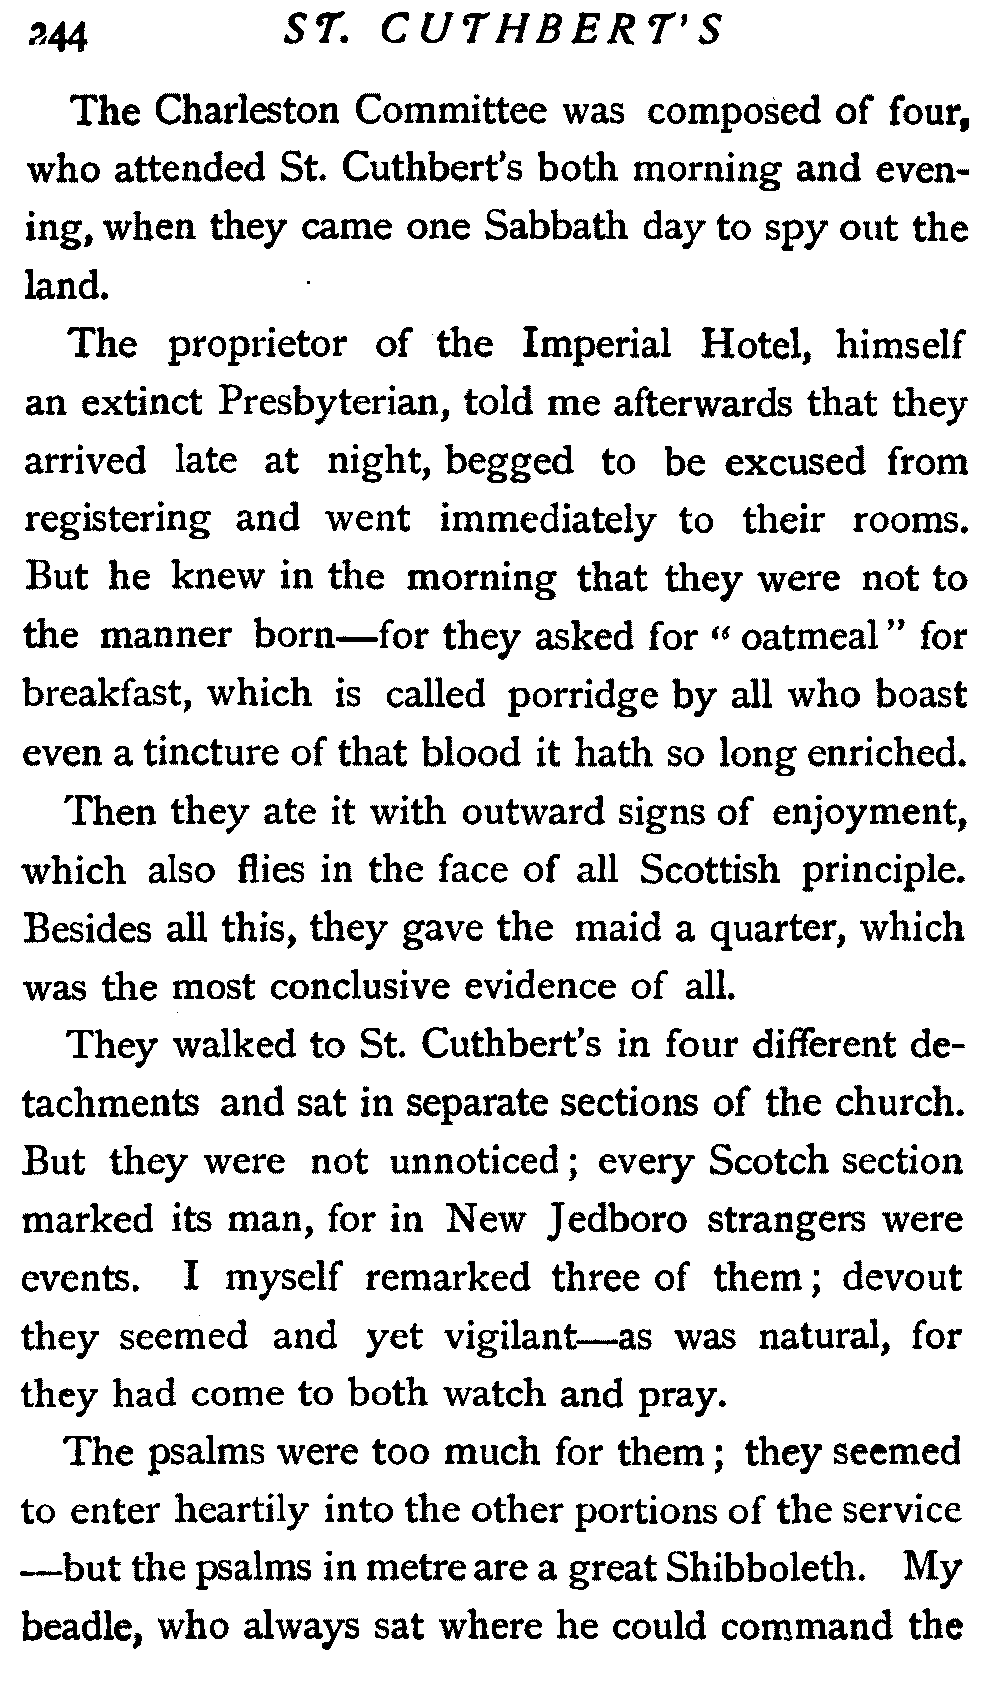 244 ST. CUTHBERT'S
The Charleston Committee was composed of four,
who attended St. Cuthbert's both morning and even-
ing, when they came one Sabbath day to spy out the
land.
The proprietor of the Imperial Hotel, himself
an extinct Presbyterian, told me afterwards that they
arrived late at night, begged to be excused from
registering and went immediately to their rooms.
But he knew in the morning that they were not to
the manner born—for they asked for "oatmeal" for
breakfast, which is called porridge by all who boast
even a tincture of that blood it hath so long enriched.
Then they ate it with outward signs of enjoyment,
which also flies in the face of all Scottish principle.
Besides all this, they gave the maid a quarter, which
was the most conclusive evidence of all.
They walked to St. Cuthbert's in four different de-
tachments and sat in separate sections of the church.
But they were not unnoticed; every Scotch section
marked its man, for in New Jedboro strangers were
events. I myself remarked three of them; devout
they seemed and yet vigilant—as was natural, for
they had come to both watch and pray.
The psalms were too much for them; they seemed
to enter heartily into the other portions of the service
—but the psalms in metre are a great Shibboleth. My
beadle, who always sat where he could command the